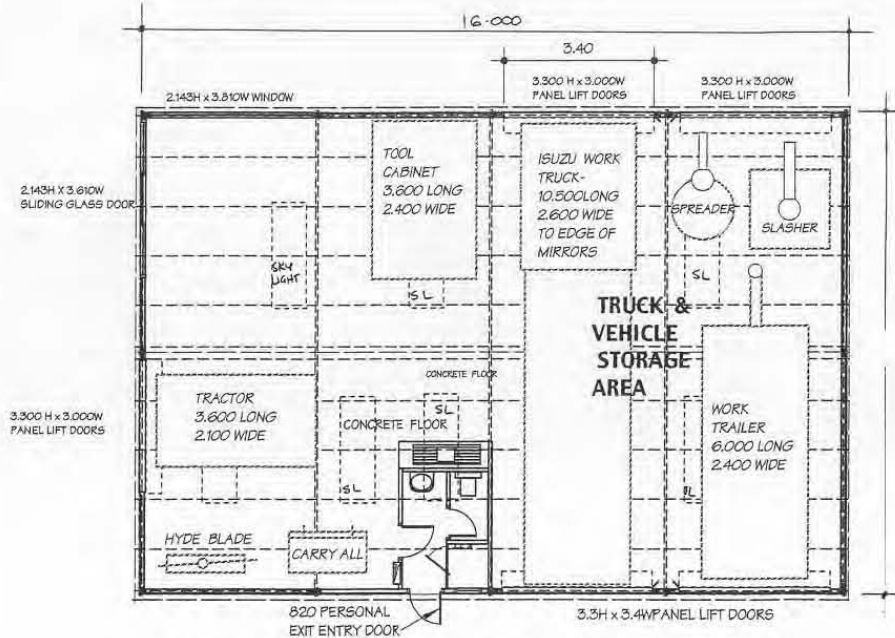 16-000
3.40
3.300 H x 3.000W
PANEL LIFT DOORS
3.300 H x 3.000W
PANEL LIFT DOORS
2.143H x 3.810W WINDOW
2.143H X 3.610W
SLIDING GLASS DOOR
TOOL
CABINET
3.600 LONG
2.400 WIDE
ISUZU WORK
TRUCK-
10.500LONG
2.600 WIDE
TO EDGE OF
MIRRORS
SPREADER
SLASHER
SKY
LIGHT
SL
SL
TRUCK &
VEHICLE
STORAGE
AREA
CONCRETE FLOOR
TRACTOR
3.600 LONG
2.100 WIDE
SL
CONCRETE FLOOR
3.300 H x 3.000W
PANEL LIFT DOORS
WORK
TRAILER
6.000 LONG
2.400 WIDE
SL
SL
HYDE BLADE
CARRY ALL
820 PERSONAL
EXIT ENTRY DOOR
3.3H x 3.4WPANEL LIFT DOORS